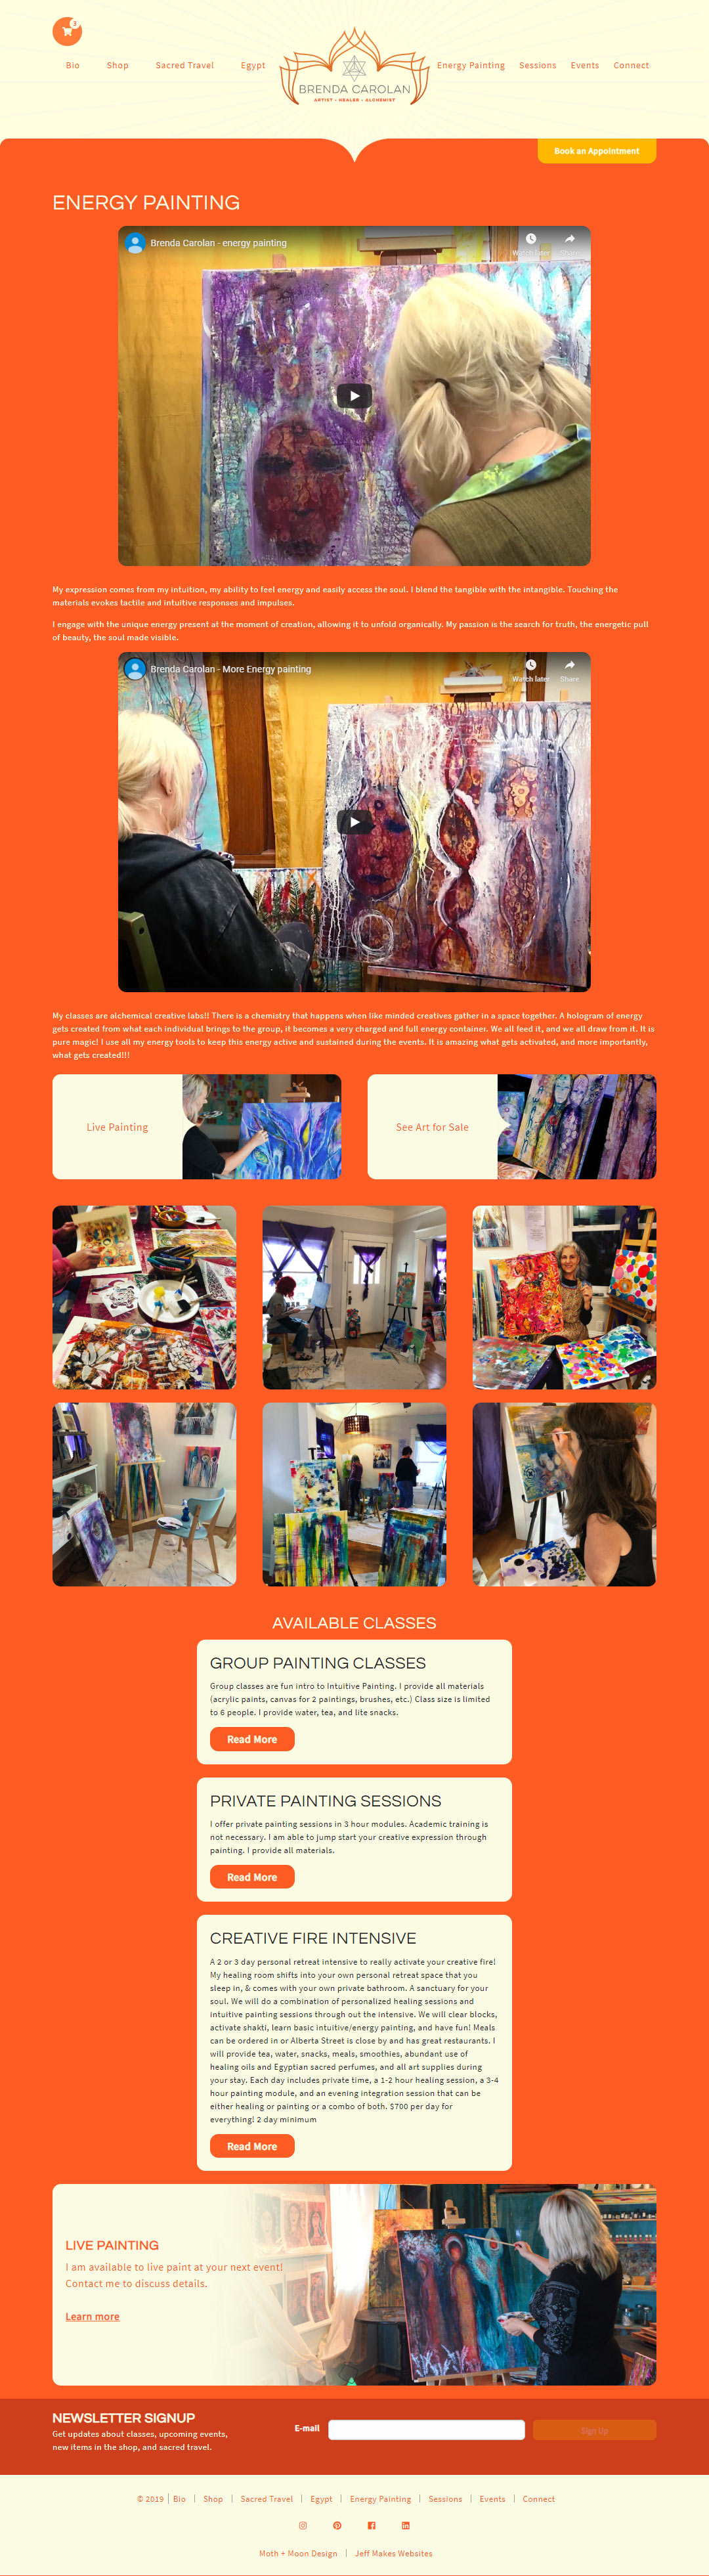 3
Bio
Shop
Sacred Travel
Egypt
BRENDA CAROLAN
ARTIST • HEALER • ALCHEMIST
Energy Painting
Sessions
Events
Connect
Book an Appointment
ENERGY PAINTING
Brenda Carolan - energy painting
Watch later
My expression comes from my intuition, my ability to feel energy and easily access the soul. I blend the tangible with the intangible. Touching the
materials evokes tactile and intuitive responses and impulses.
I engage with the unique energy present at the moment of creation, allowing it to unfold organically. My passion is the search for truth, the energetic pull
of beauty, the soul made visible.
Brenda Carolan - More Energy painting
Watch later
Share
My classes are alchemical creative labs!! There is a chemistry that happens when like minded creatives gather in a space together. A hologram of energy
gets created from what each individual brings to the group, it becomes a very charged and full energy container. We all feed it, and we all draw from it. It is
pure magic! I use all my energy tools to keep this energy active and sustained during the events. It is amazing what gets activated, and more importantly,
what gets created!!!
Live Painting
See Art for Sale
AVAILABLE CLASSES
GROUP PAINTING CLASSES
Group classes are fun intro to Intuitive Painting. I provide all materials
(acrylic paints, canvas for 2 paintings, brushes, etc.) Class size is limited
to 6 people. I provide water, tea, and lite snacks.
Read More
PRIVATE PAINTING SESSIONS
I offer private painting sessions in 3 hour modules. Academic training is
not necessary. I am able to jump start your creative expression through
painting. I provide all materials.
Read More
CREATIVE FIRE INTENSIVE
A 2 or 3 day personal retreat intensive to really activate your creative fire!
My healing room shifts into your own personal retreat space that you
sleep in, & comes with your own private bathroom. A sanctuary for your
soul. We will do a combination of personalized healing sessions and
intuitive painting sessions through out the intensive. We will clear blocks,
activate shakti, learn basic intuitive/energy painting, and have fun! Meals
can be ordered in or Alberta Street is close by and has great restaurants. I
will provide tea, water, snacks, meals, smoothies, abundant use of
healing oils and Egyptian sacred perfumes, and all art supplies during
your stay. Each day includes private time, a 1-2 hour healing session, a 3-4
hour painting module, and an evening integration session that can be
either healing or painting or a combo of both. $700 per day for
everything! 2 day minimum
Read More
LIVE PAINTING
I am available to live paint at your next event!
Contact me to discuss details.
Learn more
NEWSLETTER SIGNUP
Get updates about classes, upcoming events,
new items in the shop, and sacred travel.
E-mail
Sign Up
© 2019 | Bio | Shop | Sacred Travel | Egypt | Energy Painting | Sessions | Events | Connect
Moth + Moon Design | Jeff Makes Websites